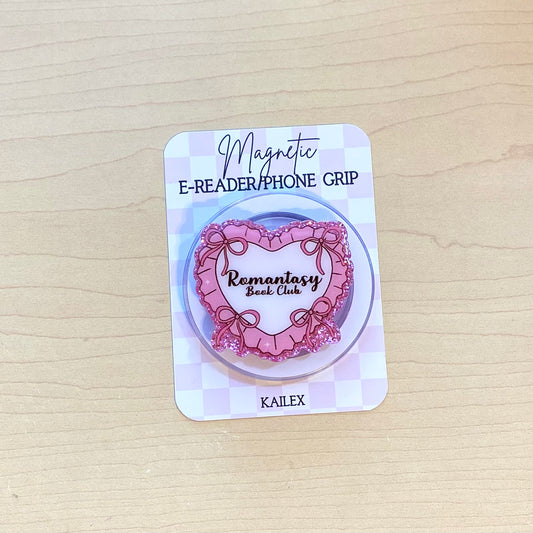 Magnetic
E-READER/PHONE GRIP
Romantasy
Book Club
KAILEX